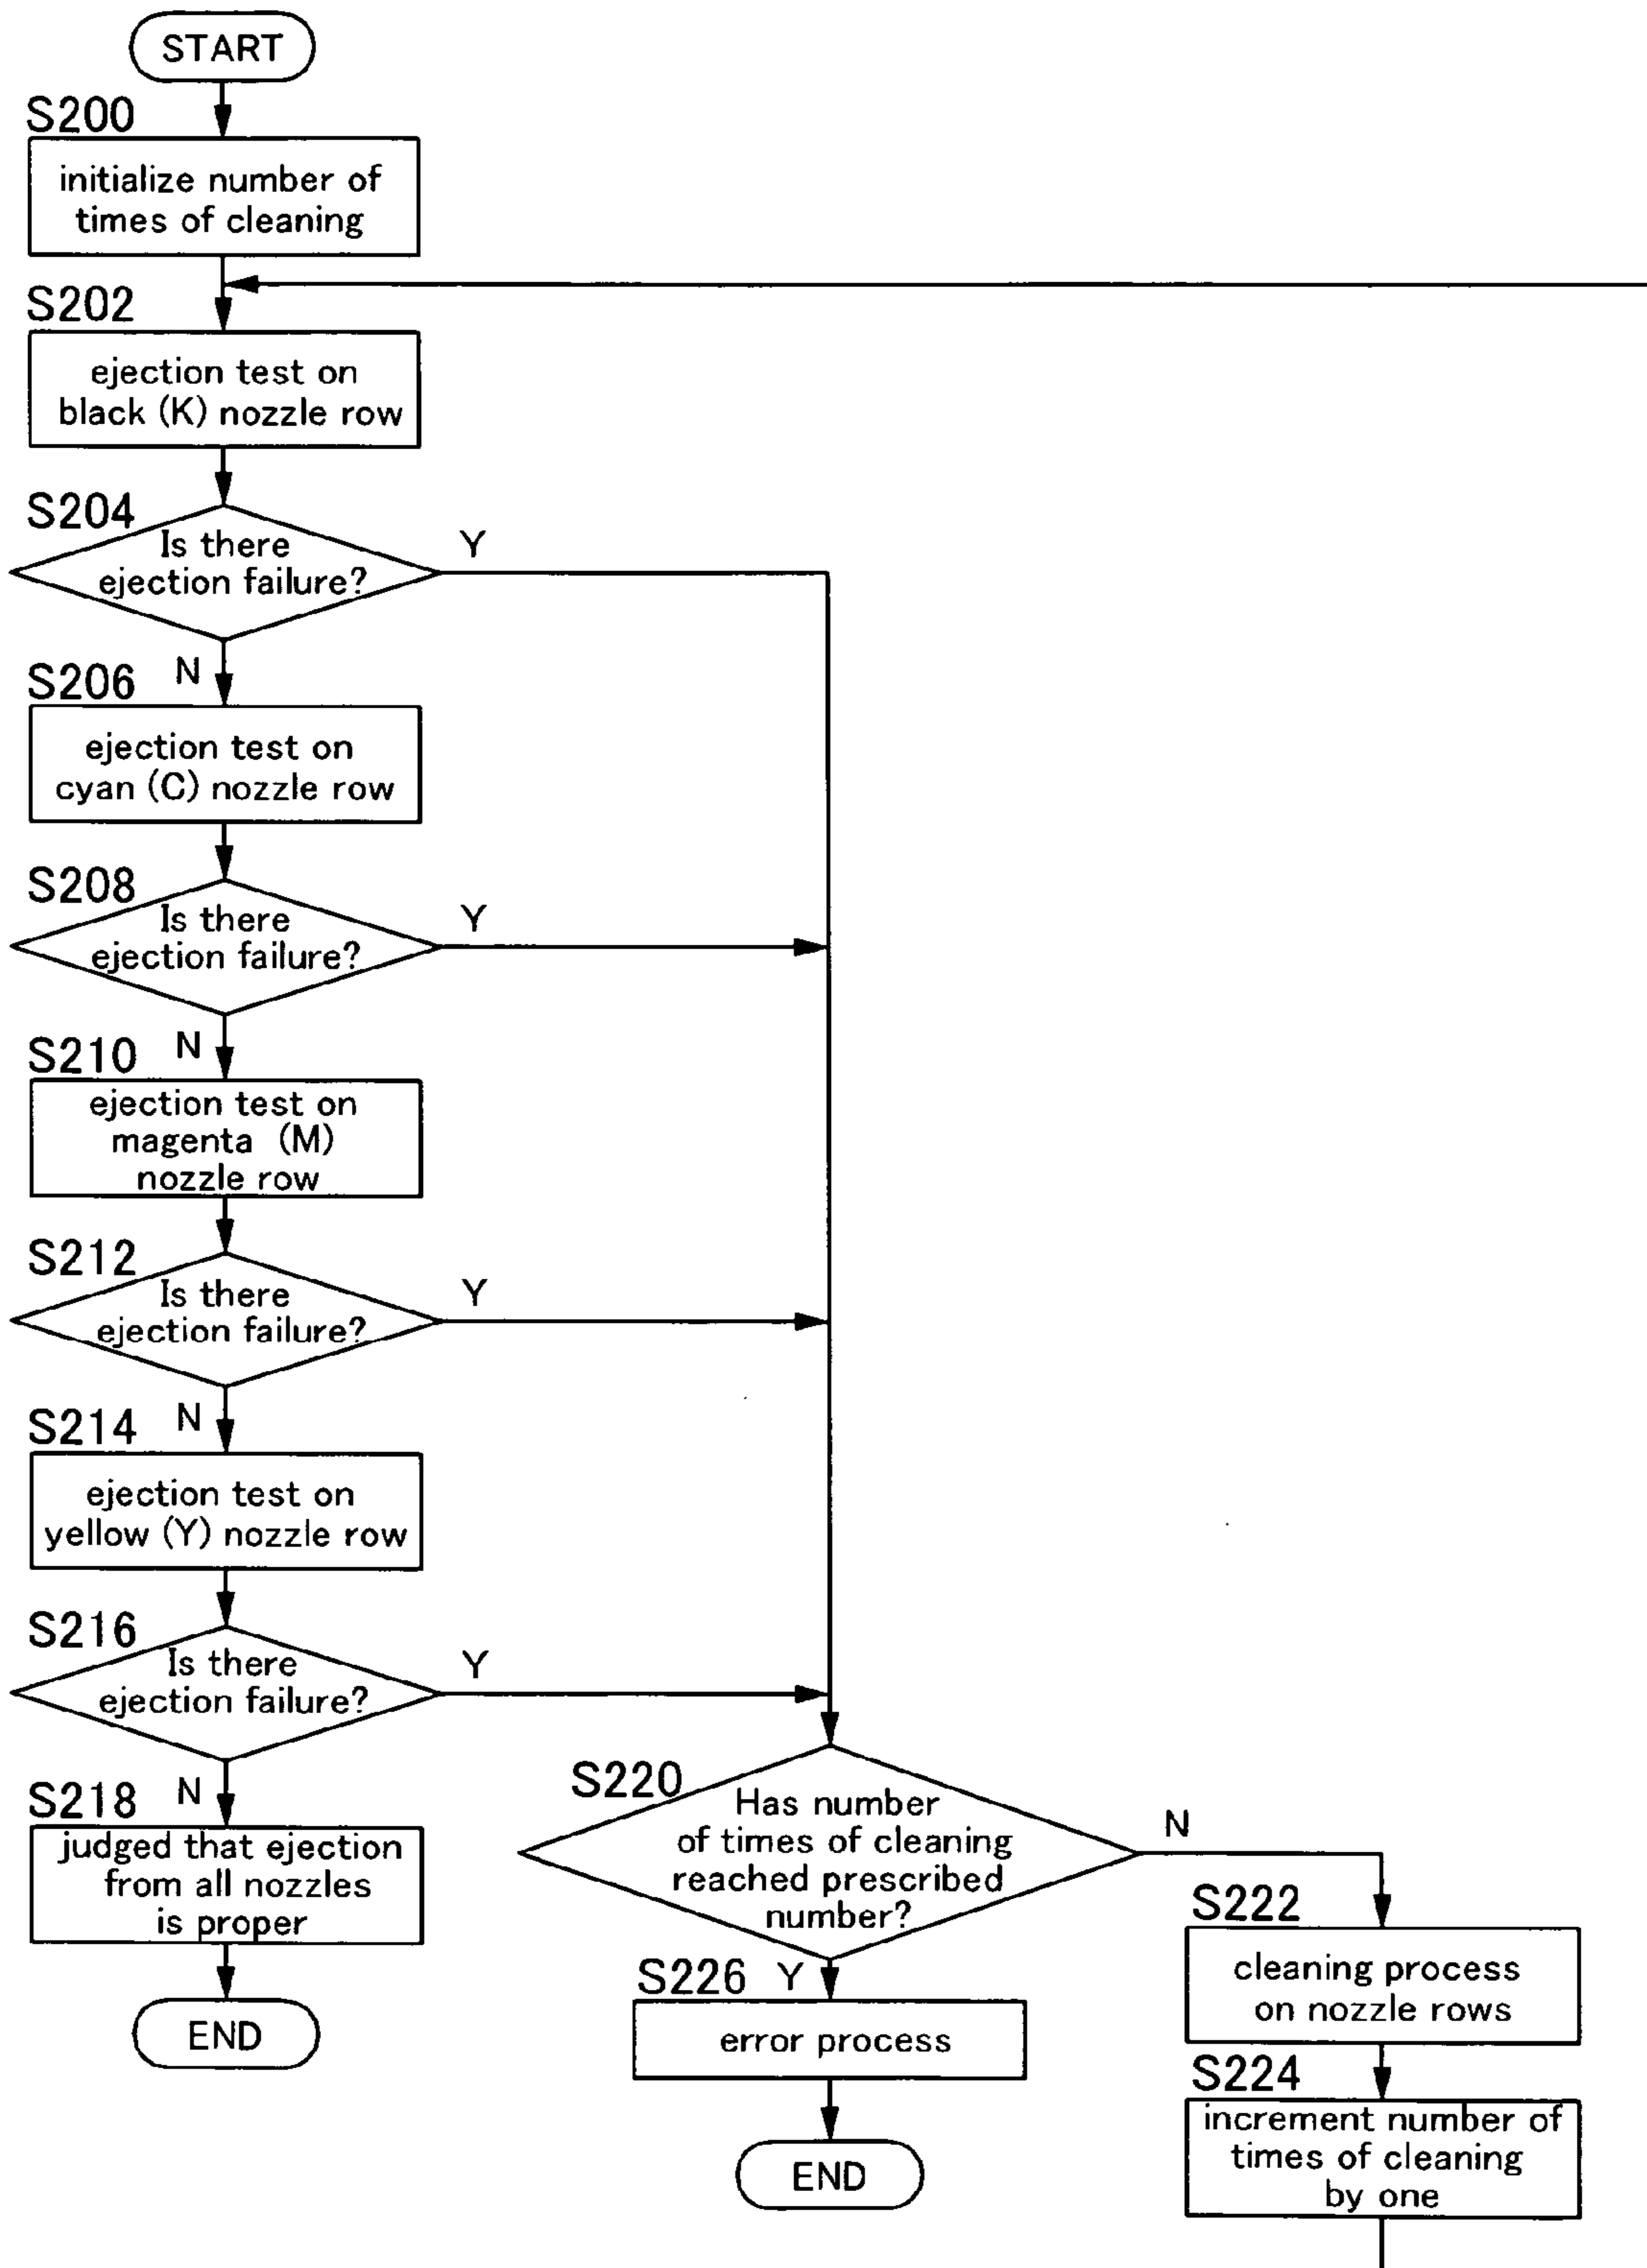 START
S200
initialize number of
times of cleaning
S202
ejection test on
black (K) nozzle row
S204
Is there
ejection failure?
Y
N
S206
ejection test on
cyan (C) nozzle row
S208
Is there
ejection failure?
Y
N
S210
ejection test on
magenta (M)
nozzle row
S212
Is there
ejection failure?
Y
N
S214
ejection test on
yellow (Y) nozzle row
S216
Is there
ejection failure?
Y
N
S218
judged that ejection
from all nozzles
is proper
END
S220
Has number
of times of cleaning
reached prescribed
number?
N
Y
S226
error process
END
S222
cleaning process
on nozzle rows
S224
increment number of
times of cleaning
by one